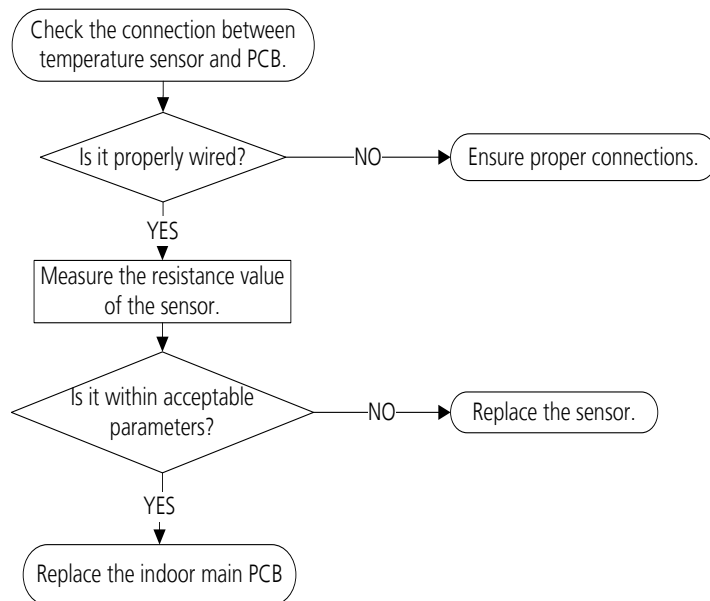 Check the connection between
temperature sensor and PCB.
Is it properly wired?
NO
Ensure proper connections.
YES
Measure the resistance value
of the sensor.
Is it within acceptable
parameters?
NO
Replace the sensor.
YES
Replace the indoor main PCB